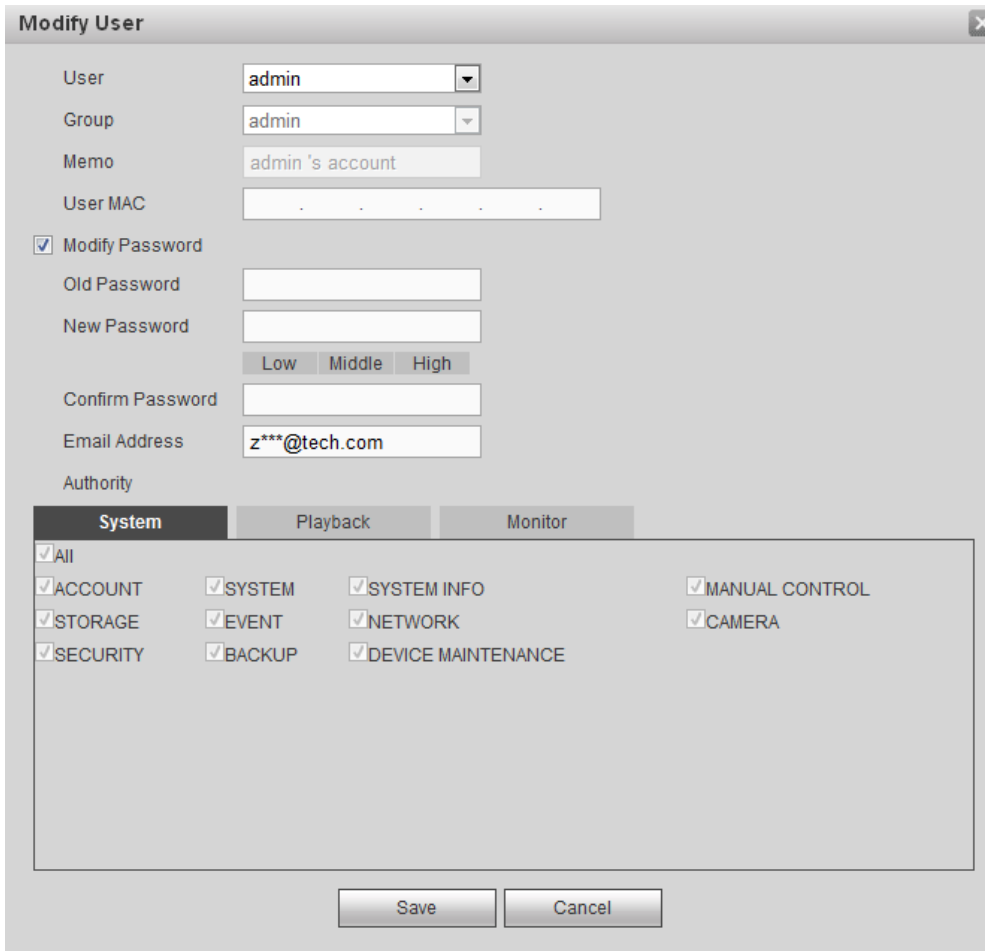 Modify User
User admin
Group admin
Memo admin 's account
User MAC . . . . .
Modify Password
Old Password
New Password
Low Middle High
Confirm Password
Email Address z***@tech.com
Authority
System Playback Monitor
All
ACCOUNT SYSTEM SYSTEM INFO MANUAL CONTROL
STORAGE EVENT NETWORK CAMERA
SECURITY BACKUP DEVICE MAINTENANCE
Save Cancel